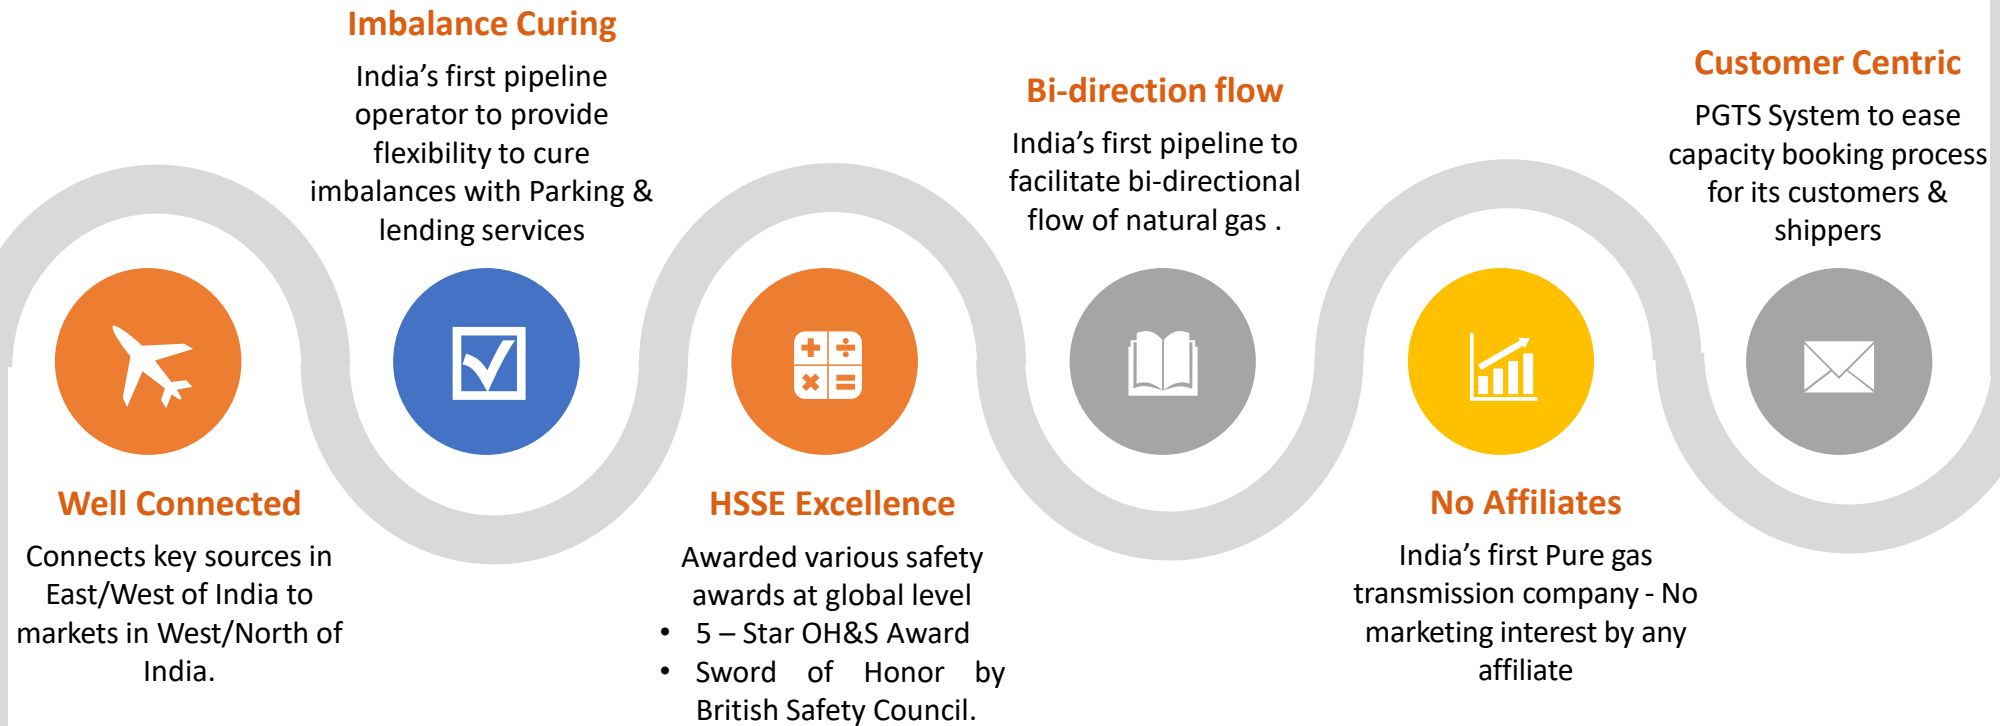 Well Connected
Connects key sources in
East/West of India to
markets in West/North of
India.
Imbalance Curing
India’s first pipeline
operator to provide
flexibility to cure
imbalances with Parking &
lending services
HSSE Excellence
Awarded various safety
awards at global level
• 5 – Star OH&S Award
• Sword of Honor by
British Safety Council.
Bi-direction flow
India’s first pipeline to
facilitate bi-directional
flow of natural gas .
No Affiliates
India’s first Pure gas
transmission company - No
marketing interest by any
affiliate
Customer Centric
PGTS System to ease
capacity booking process
for its customers &
shippers